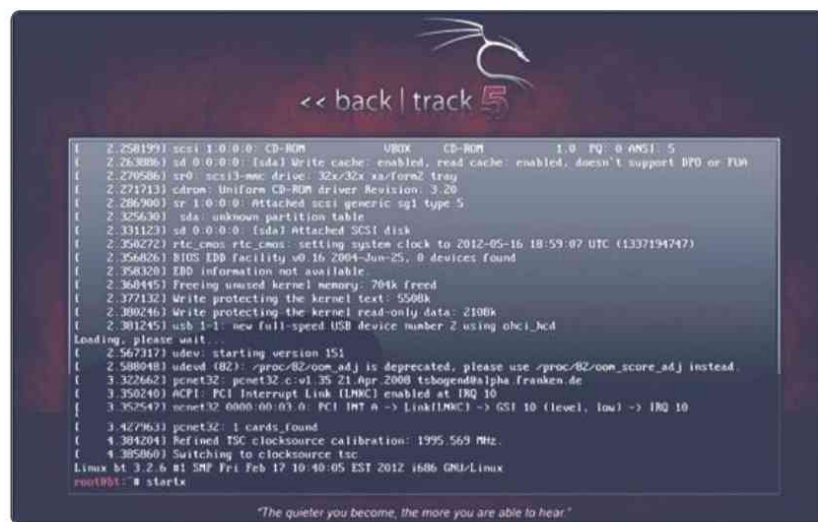 << back | track 5
[ 2.258199] scsi 1:0:0:0: CD-ROM VBOX CD-ROM 1.0 PQ: 0 ANSI: 5
[ 2.263886] sd 0:0:0:0: [sda] Write cache: enabled, read cache: enabled, doesn't support DPO or FUA
[ 2.270586] sr0: scsi3-mmc drive: 32x/32x xa/form2 tray
[ 2.271713] cdrom: Uniform CD-ROM driver Revision: 3.20
[ 2.286900] sr 1:0:0:0: Attached scsi generic sg1 type 5
[ 2.325630] sda: unknown partition table
[ 2.331123] sd 0:0:0:0: [sda] Attached SCSI disk
[ 2.350272] rtc_cmos rtc_cmos: setting system clock to 2012-05-16 18:59:07 UTC (1337194747)
[ 2.356826] BIOS EDD facility v0.16 2004-Jun-25, 0 devices found
[ 2.358320] EDD information not available.
[ 2.360445] Freeing unused kernel memory: 704k freed
[ 2.377132] Write protecting the kernel text: 5508k
[ 2.380246] Write protecting the kernel read-only data: 2108k
[ 2.381245] usb 1-1: new full-speed USB device number 2 using ohci_hcd
Loading, please wait...
[ 2.567317] udev: starting version 151
[ 2.588048] udevd (82): /proc/82/oom_adj is deprecated, please use /proc/82/oom_score_adj instead.
[ 3.322662] pcnet32: pcnet32.c:v1.35 21.Apr.2008 tsbogend@alpha.franken.de
[ 3.350240] ACPI: PCI Interrupt Link [LNKC] enabled at IRQ 10
[ 3.352547] pcnet32 0000:00:03.0: PCI INT A -> Link[LNKC] -> GSI 10 (level, low) -> IRQ 10
[ 3.427963] pcnet32: 1 cards_found
[ 4.384204] Refined TSC clocksource calibration: 1995.569 MHz.
[ 4.385860] Switching to clocksource tsc
Linux bt 3.2.6 #1 SMP Fri Feb 17 10:40:05 EST 2012 i686 GNU/Linux
root@bt:~# startx
"The quieter you become, the more you are able to hear."